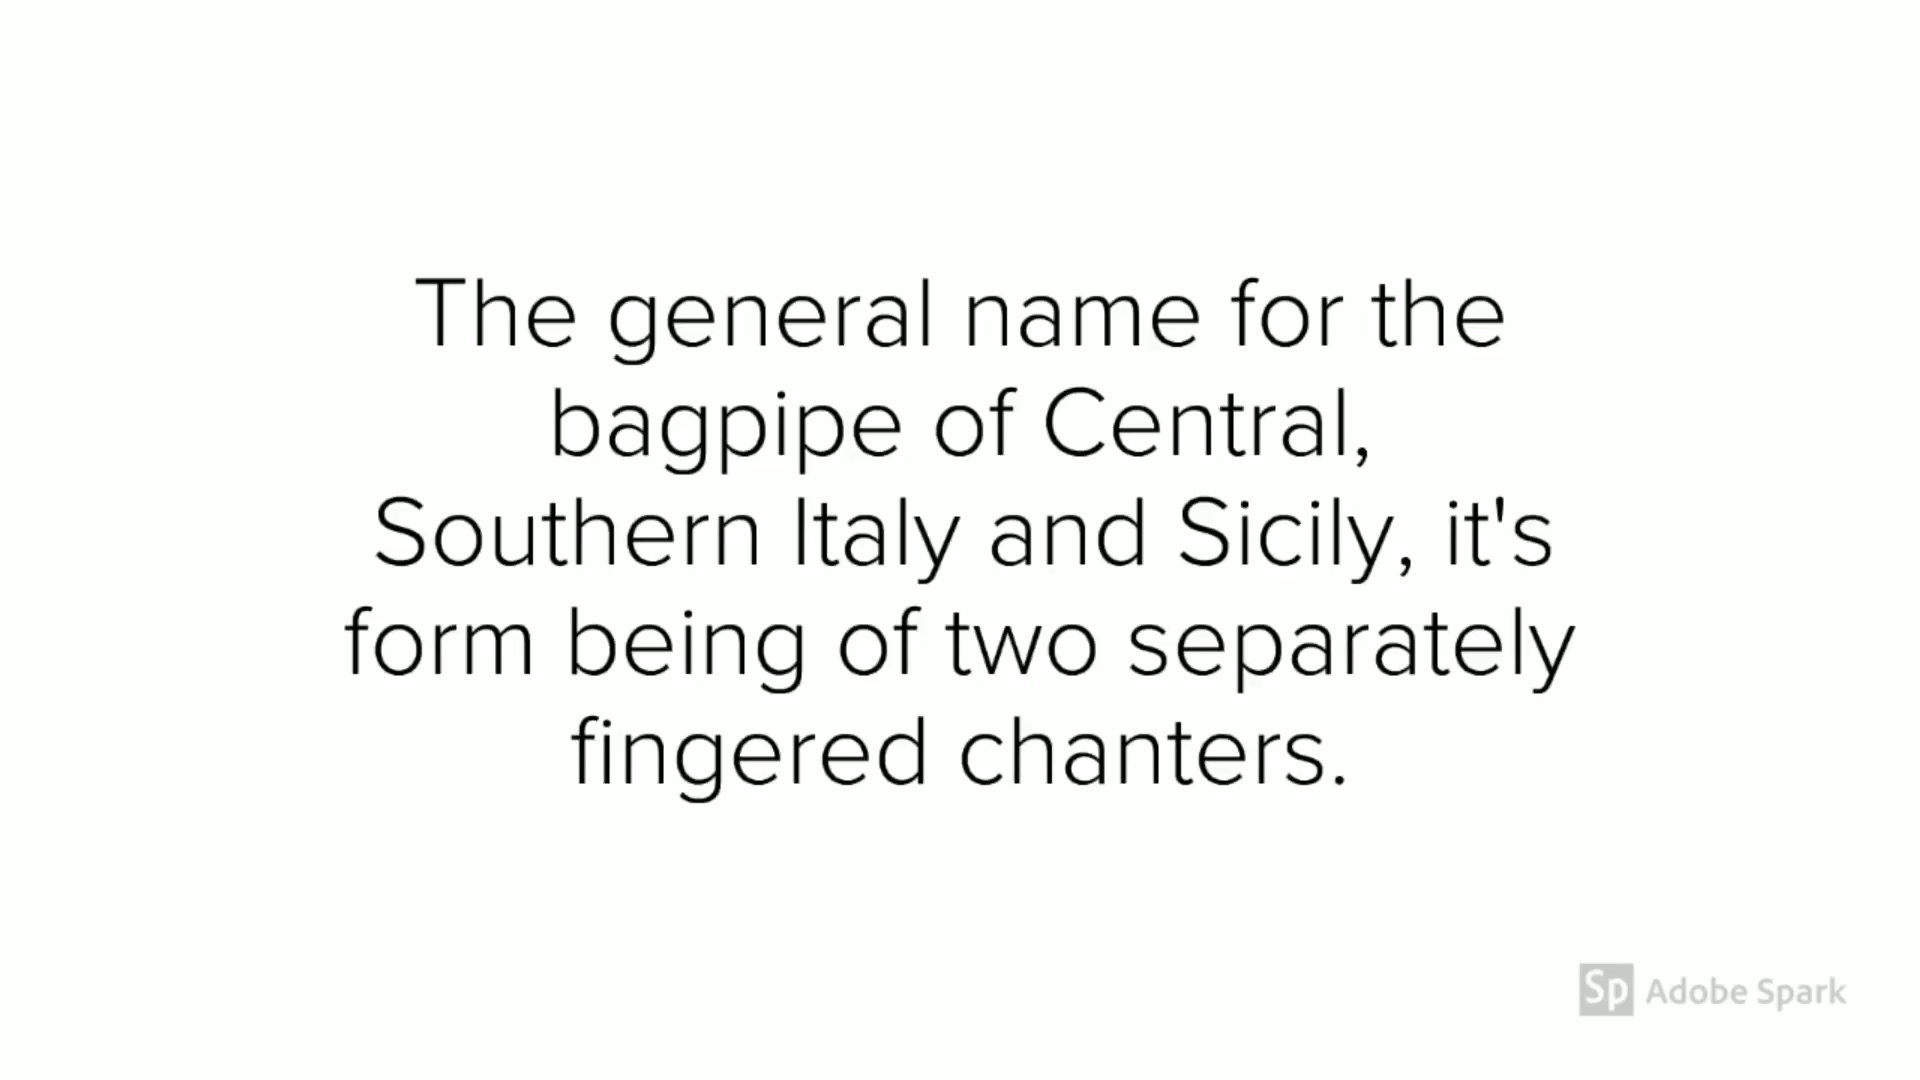 The general name for the
bagpipe of Central,
Southern Italy and Sicily, it's
form being of two separately
fingered chanters.
Sp Adobe Spark